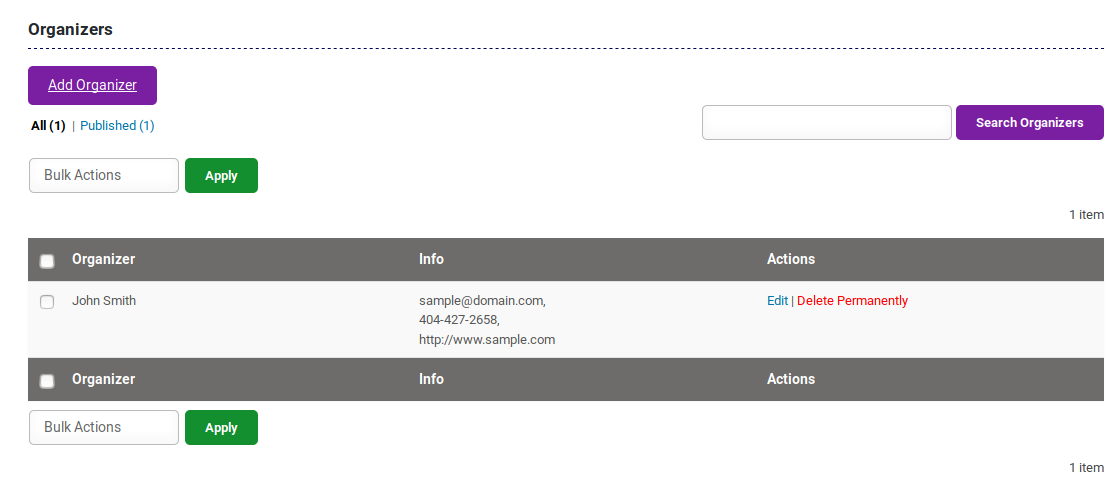 Organizers
Add Organizer
All (1) | Published (1)
Search Organizers
Bulk Actions Apply
1 item
Organizer Info Actions
John Smith sample@domain.com, Edit | Delete Permanently
404-427-2658,
http://www.sample.com
Organizer Info Actions
Bulk Actions Apply
1 item